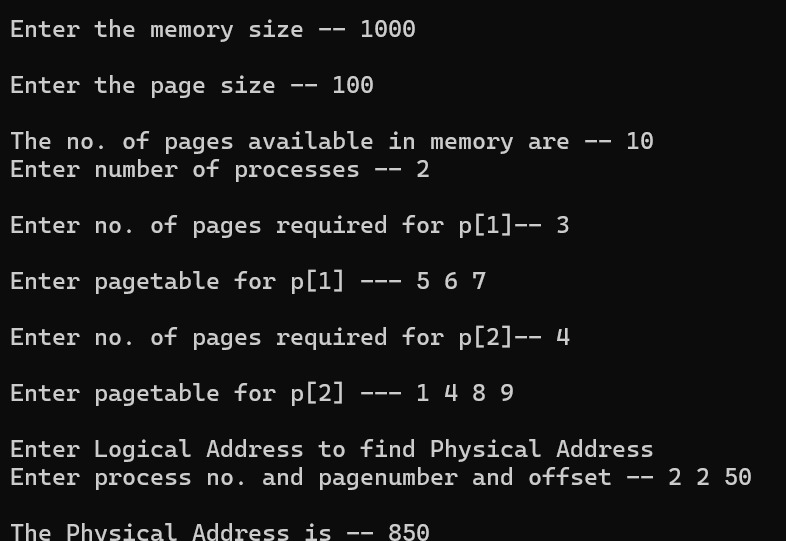 Enter the memory size -- 1000
Enter the page size -- 100
The no. of pages available in memory are -- 10
Enter number of processes -- 2
Enter no. of pages required for p[1]-- 3
Enter pagetable for p[1] --- 5 6 7
Enter no. of pages required for p[2]-- 4
Enter pagetable for p[2] --- 1 4 8 9
Enter Logical Address to find Physical Address
Enter process no. and pagenumber and offset -- 2 2 50
The Physical Address is -- 850